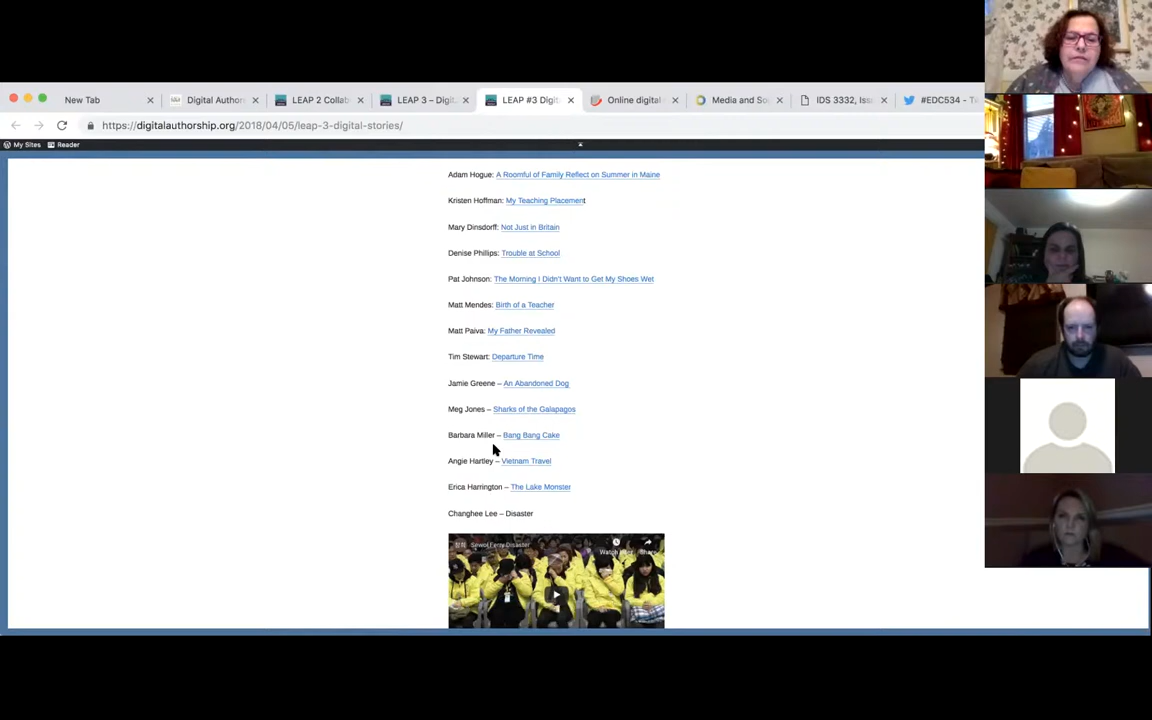 New Tab
Digital Author
LEAP 2 Collab
LEAP 3 – Digit
LEAP #3 Digit
Online digital
Media and So
IDS 3332, Iss
#EDC534 - T
https://digitalauthorship.org/2018/04/05/leap-3-digital-stories/
My Sites Reader
Adam Hogue: A Roomful of Family Reflect on Summer in Maine
Kristen Hoffman: My Teaching Placement
Mary Dinsdorff: Not Just in Britain
Denise Phillips: Trouble at School
Pat Johnson: The Morning I Didn't Want to Get My Shoes Wet
Matt Mendes: Birth of a Teacher
Matt Paiva: My Father Revealed
Tim Stewart: Departure Time
Jamie Greene – An Abandoned Dog
Meg Jones – Sharks of the Galapagos
Barbara Miller – Bang Bang Cake
Angie Hartley – Vietnam Travel
Erica Harrington – The Lake Monster
Changhee Lee – Disaster
Sewol Ferry Disaster
Watch later Share